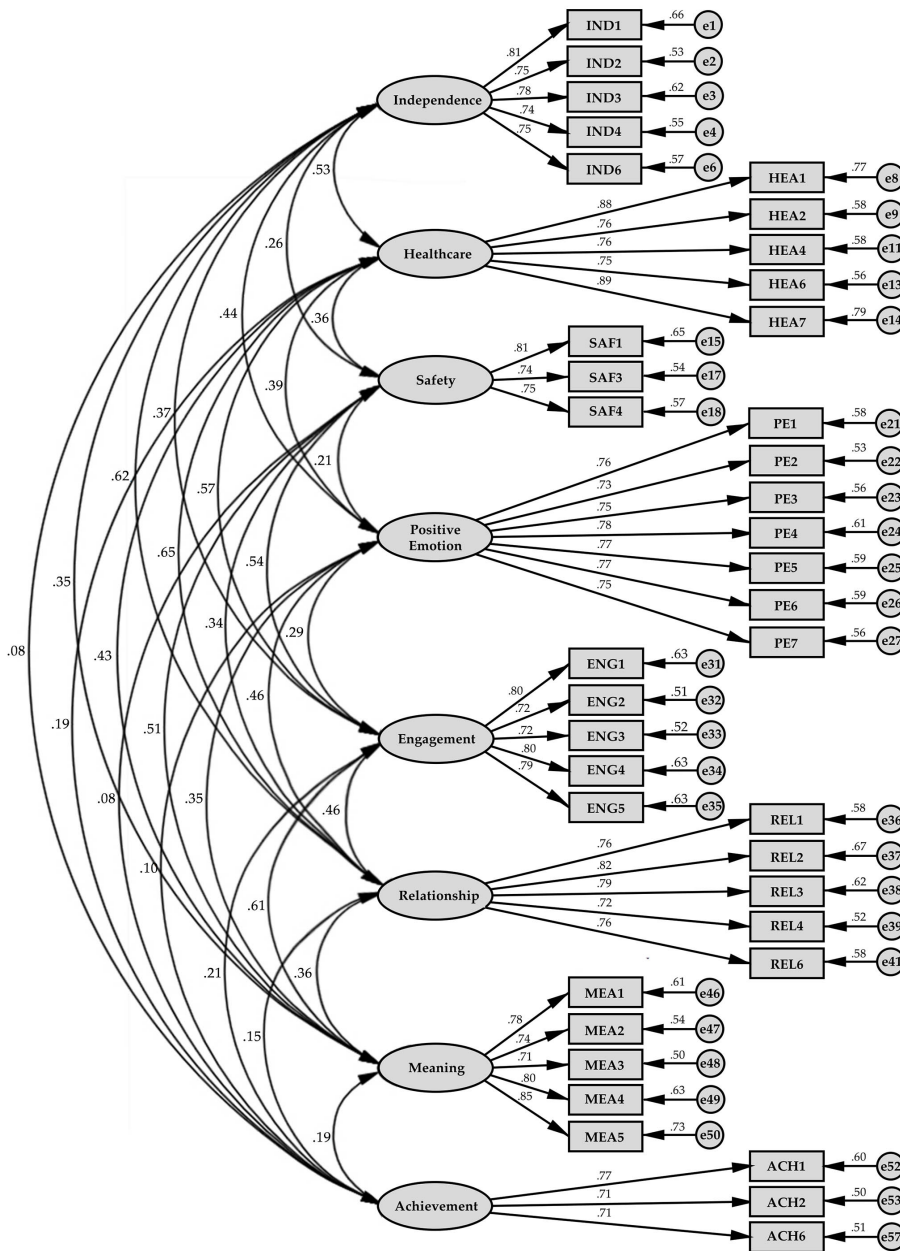 .66
IND1
e1
.81
.53
IND2
e2
.75
.62
Independence
.78
IND3
e3
.74
.55
IND4
e4
.75
.57
IND6
e6
.53
.77
HEA1
e8
.88
.58
HEA2
e9
.76
.26
.58
Healthcare
.76
HEA4
e11
.75
.56
HEA6
e13
.89
.44
.36
.79
HEA7
e14
.65
.81
SAF1
e15
.54
Safety
.74
SAF3
e17
.39
.75
.57
SAF4
e18
.37
.58
PE1
e21
.21
.76
.53
PE2
e22
.62
.57
.73
.56
.75
PE3
e23
Positive
Emotion
.78
PE4
.61
e24
.65
.77
.59
PE5
e25
.54
.77
.59
PE6
e26
.35
.34
.75
.56
PE7
e27
.29
.08
.43
.63
ENG1
e31
.46
.80
.51
ENG2
e32
.72
.19
.51
Engagement
.72
.52
ENG3
e33
.80
.63
ENG4
e34
.08
.35
.79
.63
ENG5
e35
.46
.58
REL1
e36
.76
.10
.67
REL2
e37
.82
.62
Relationship
.79
REL3
e38
.61
.72
.52
REL4
e39
.76
.58
REL6
e41
.21
.36
.61
MEA1
e46
.15
.78
.54
MEA2
e47
.74
Meaning
.71
.50
MEA3
e48
.80
.63
MEA4
e49
.85
.73
MEA5
e50
.19
.60
ACH1
e52
.77
Achievement
.71
.50
ACH2
e53
.71
.51
ACH6
e57